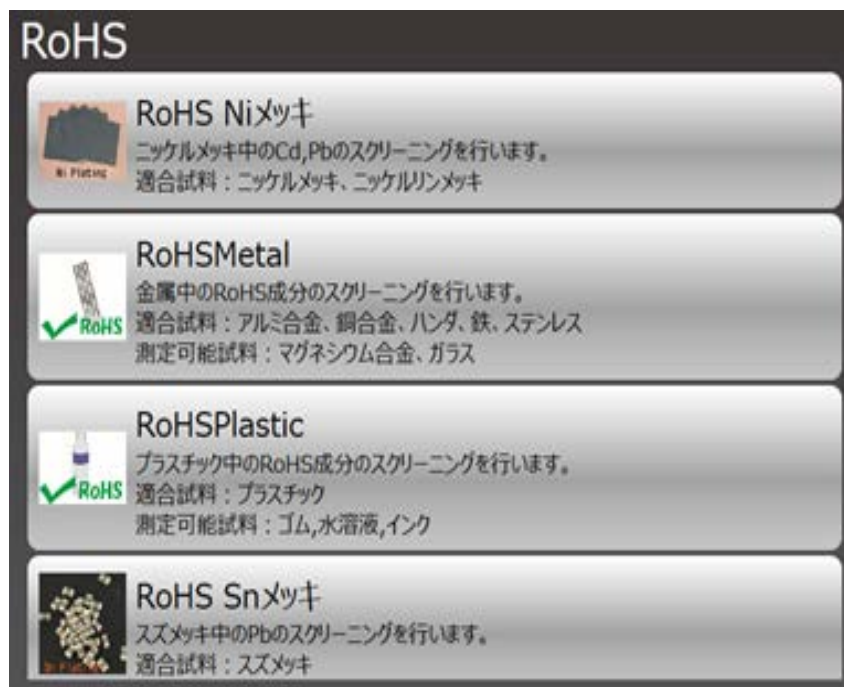 RoHS
RoHS Niメッキ
ニッケルメッキ中のCd,Pbのスクリーニングを行います。
適合試料：ニッケルメッキ、ニッケルリンメッキ
Ni Plating
RoHSMetal
金属中のRoHS成分のスクリーニングを行います。
適合試料：アルミ合金、銅合金、ハンダ、鉄、ステンレス
測定可能試料：マグネシウム合金、ガラス
RoHS
RoHSPlastic
プラスチック中のRoHS成分のスクリーニングを行います。
適合試料：プラスチック
測定可能試料：ゴム,水溶液,インク
RoHS
RoHS Snメッキ
スズメッキ中のPbのスクリーニングを行います。
適合試料：スズメッキ